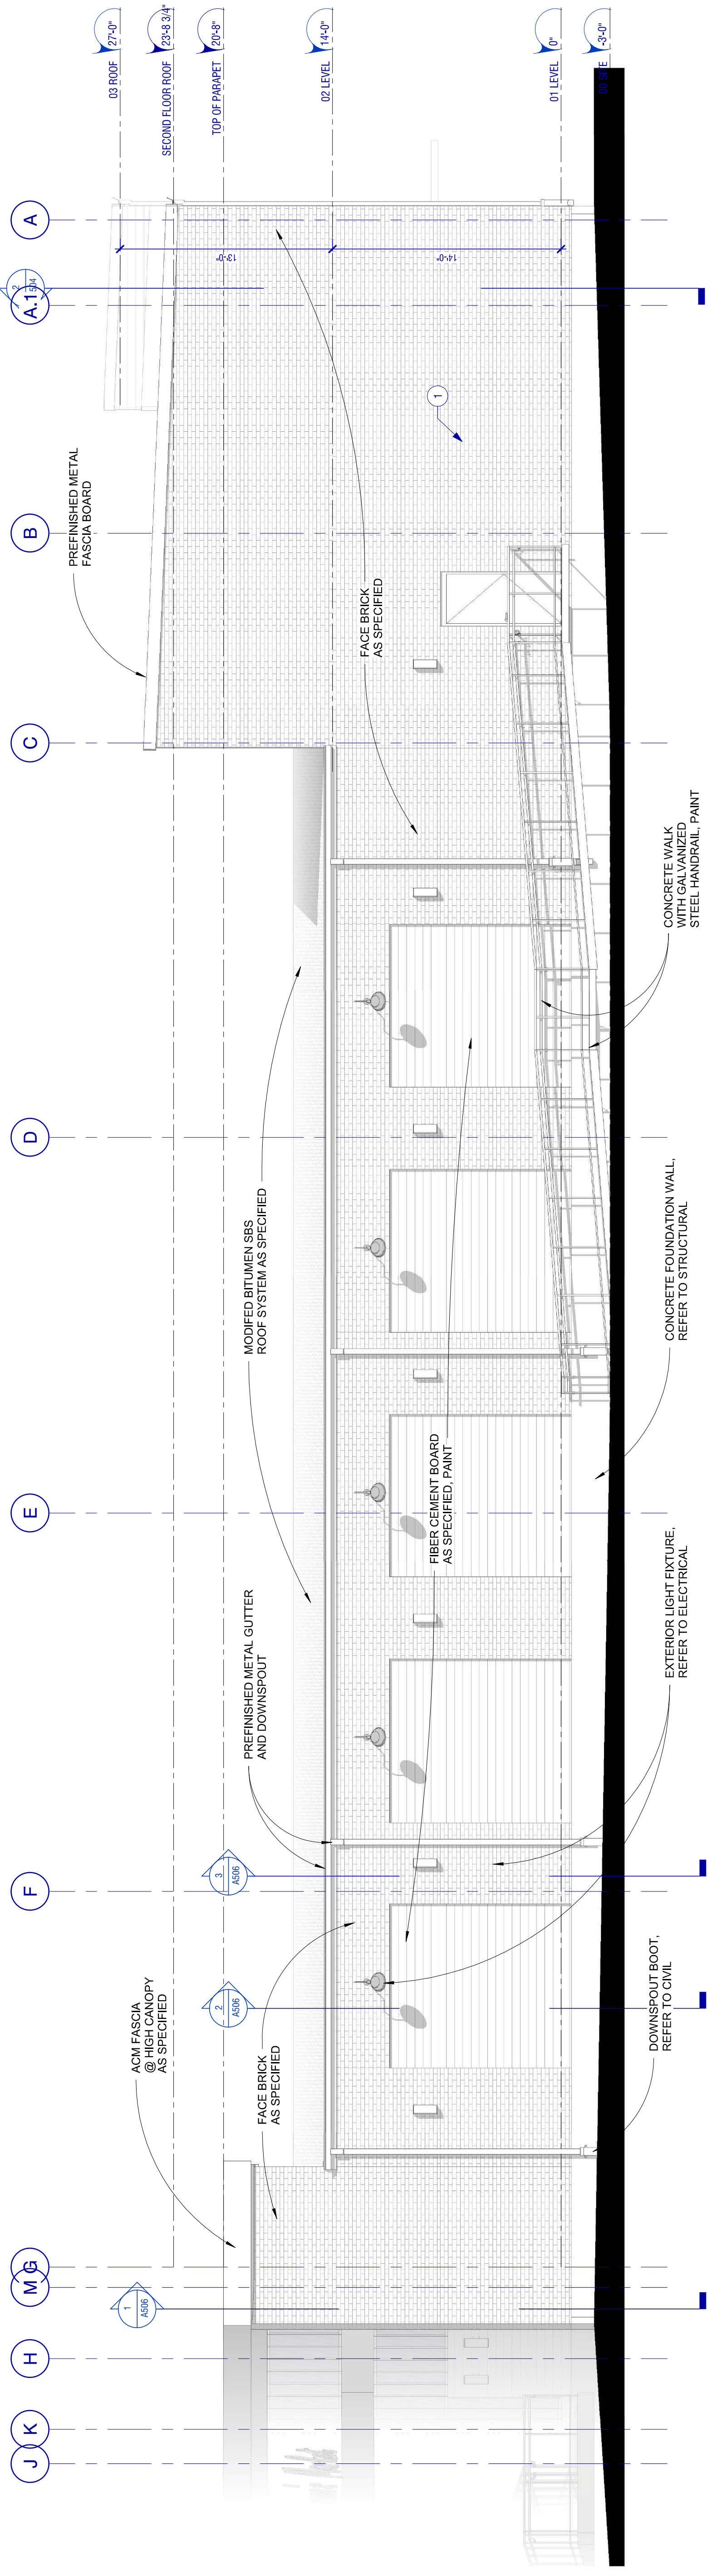 J
K
H
M
G
F
E
D
C
B
A.1
A
2
504
1
A506
2
A506
3
A506
ACM FASCIA
@ HIGH CANOPY
AS SPECIFIED
FACE BRICK
AS SPECIFIED
PREFINISHED METAL GUTTER
AND DOWNSPOUT
MODIFED BITUMEN SBS
ROOF SYSTEM AS SPECIFIED
PREFINISHED METAL
FASCIA BOARD
FACE BRICK
AS SPECIFIED
FIBER CEMENT BOARD
AS SPECIFIED, PAINT
1
13'-0"
14'-0"
DOWNSPOUT BOOT,
REFER TO CIVIL
EXTERIOR LIGHT FIXTURE,
REFER TO ELECTRICAL
CONCRETE FOUNDATION WALL,
REFER TO STRUCTURAL
CONCRETE WALK
WITH GALVANIZED
STEEL HANDRAIL, PAINT
03 ROOF 27'-0"
SECOND FLOOR ROOF 23'-8 3/4"
TOP OF PARAPET 20'-8"
02 LEVEL 14'-0"
01 LEVEL 0"
00 SITE -3'-0"